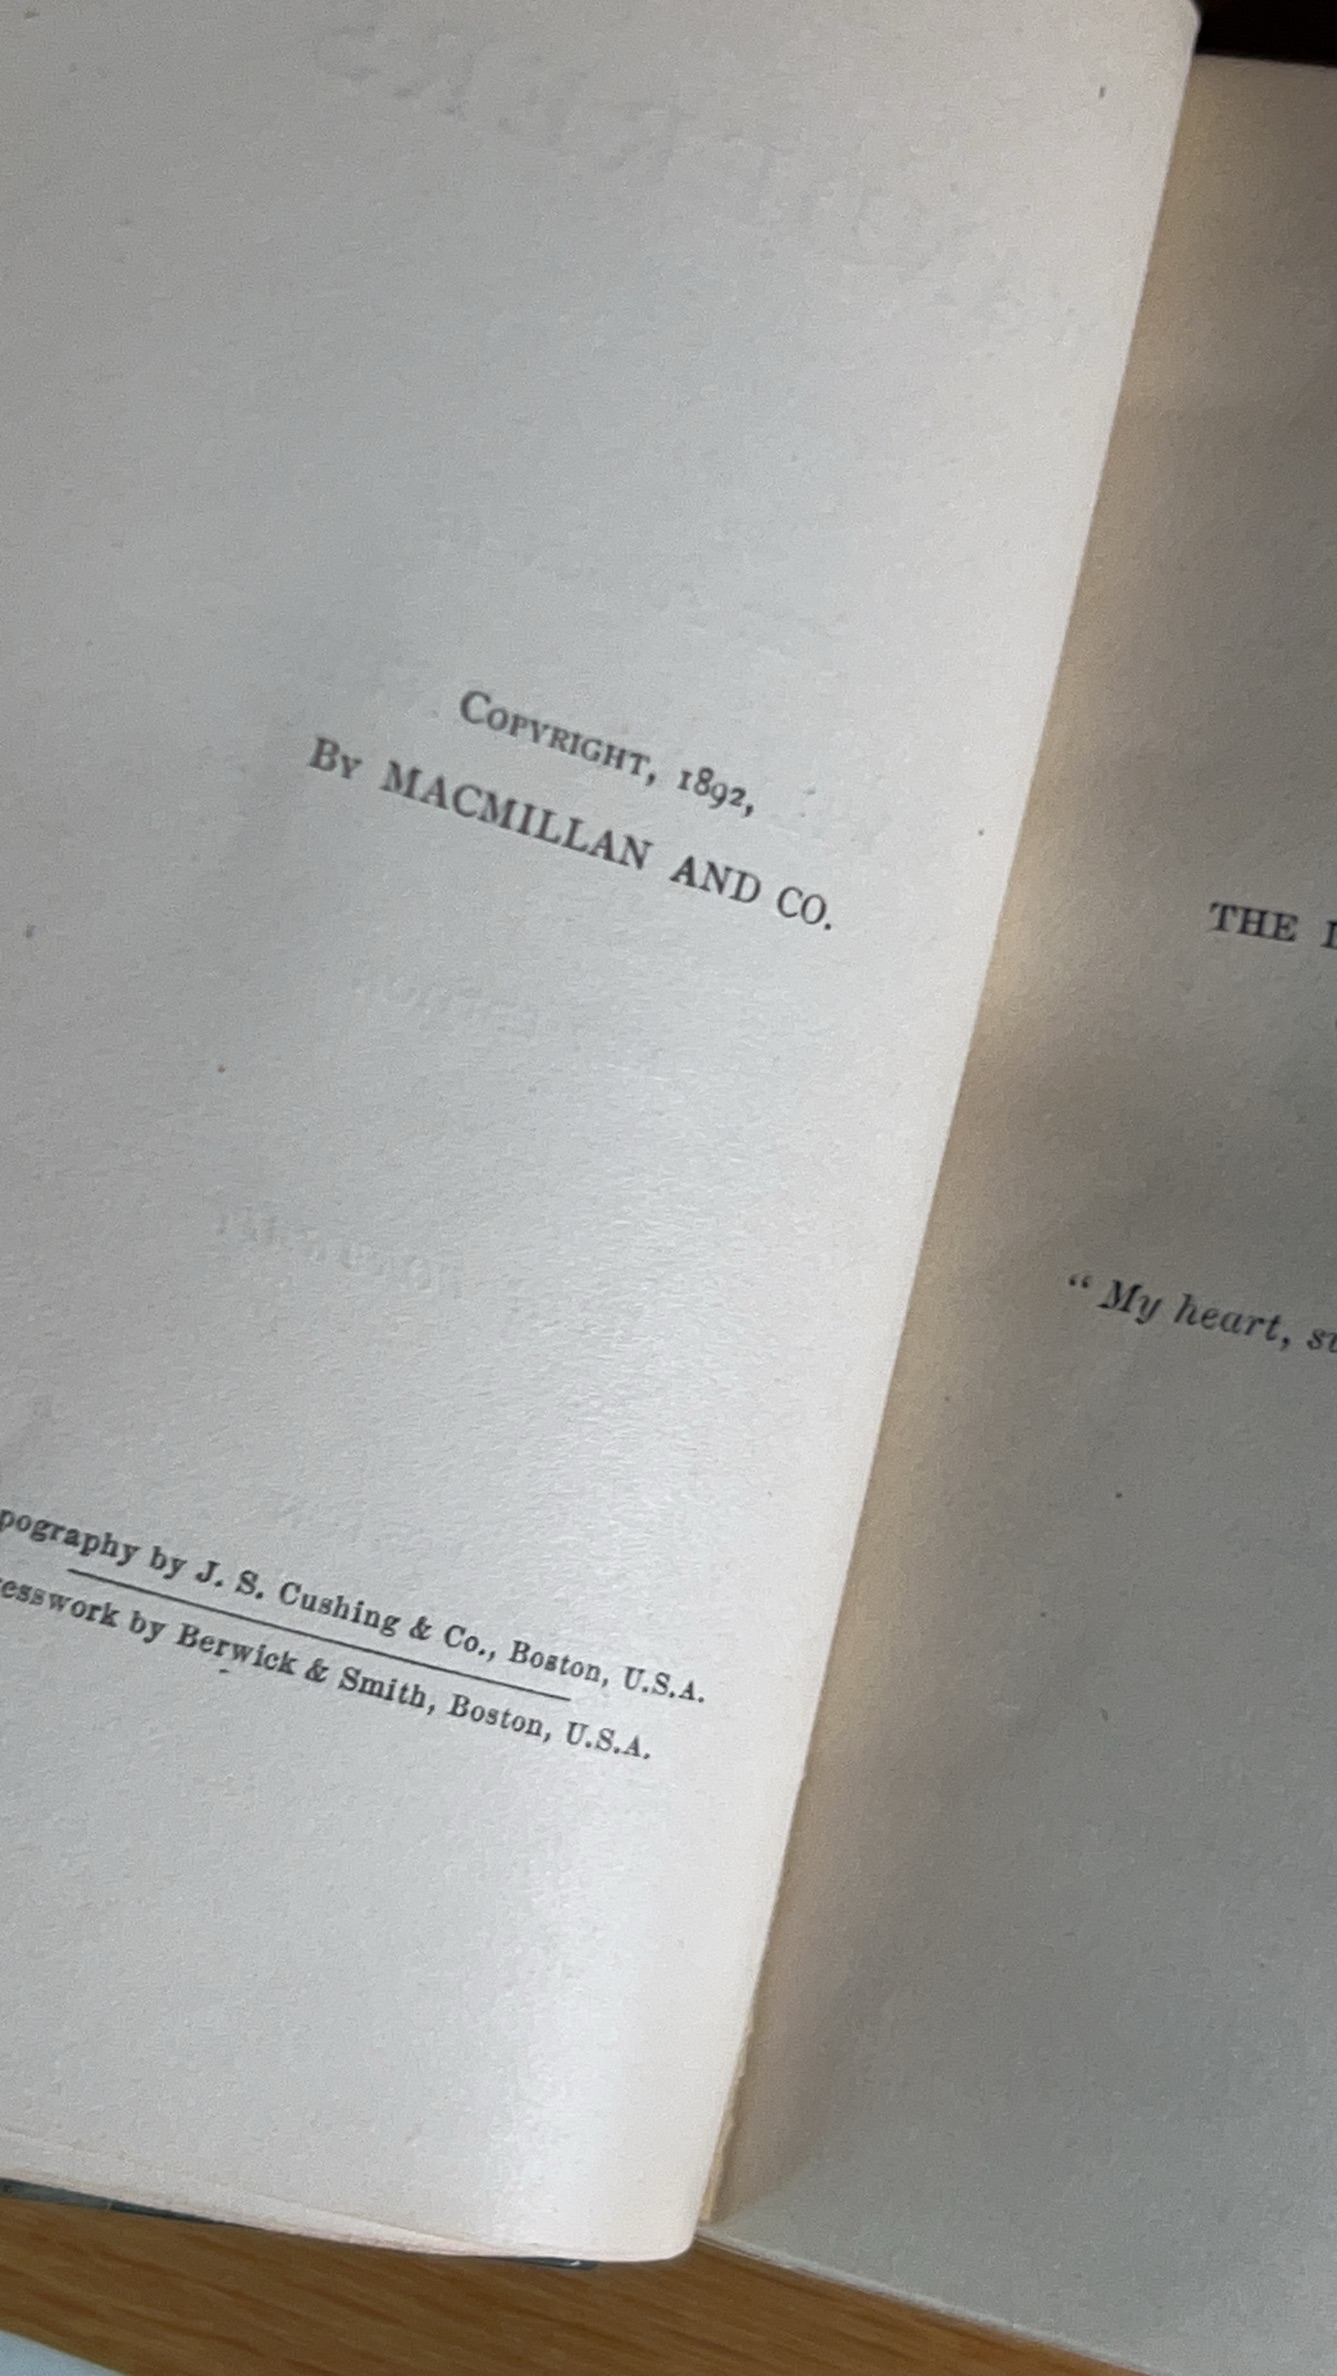 COPYRIGHT, 1892,
BY MACMILLAN AND CO.
pography by J. S. Cushing & Co., Boston, U.S.A.
esswork by Berwick & Smith, Boston, U.S.A.
THE
“ My heart,